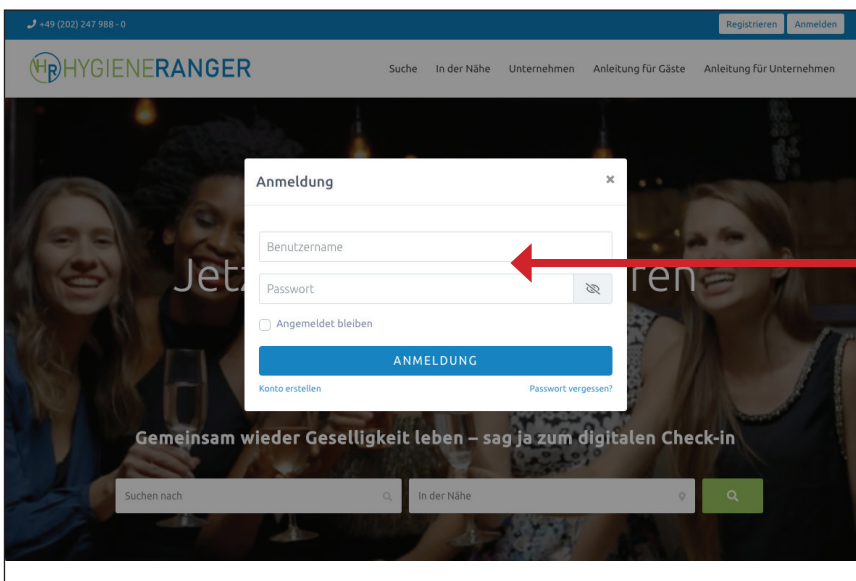 +49 (202) 247 988 - 0
Registrieren Anmelden
HR HYGIENERANGER
Suche In der Nähe Unternehmen Anleitung für Gäste Anleitung für Unternehmen
Anmeldung ×
Benutzername
Passwort
Angemeldet bleiben
ANMELDUNG
Konto erstellen Passwort vergessen?
Gemeinsam wieder Geselligkeit leben – sag ja zum digitalen Check-in
Suchen nach In der Nähe